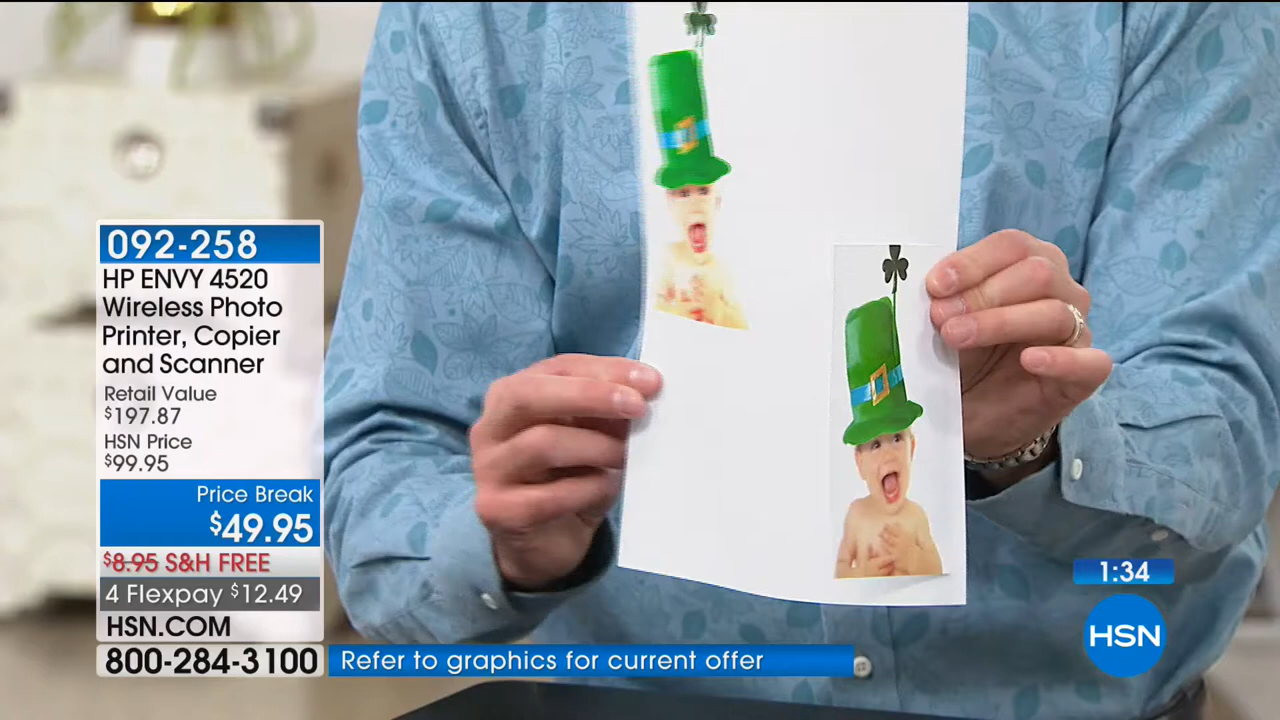 092-258
HP ENVY 4520
Wireless Photo
Printer, Copier
and Scanner
Retail Value
$197.87
HSN Price
$99.95
Price Break
$49.95
$8.95 S&H FREE
4 Flexpay $12.49
HSN.COM
800-284-3100
Refer to graphics for current offer
1:34
HSN